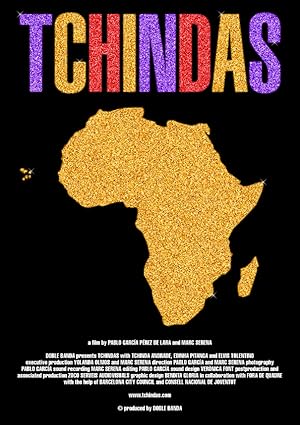 TCHINDAS
a film by PABLO GARCÍA PÉREZ DE LARA and MARC SERENA
DOBLE BANDA presents TCHINDAS with TCHINDA ANDRADE, EDINHA PITANGA and ELVIS TOLENTINO
executive production YOLANDA OLMOS and MARC SERENA direction PABLO GARCÍA and MARC SERENA photography
PABLO GARCÍA sound recording MARC SERENA editing PABLO GARCÍA sound design VERONICA FONT postproduction and
associated production ZOCO SERVEIS AUDIOVISUALS graphic design BENDITA GLORIA in collaboration with FORA DE QUADRE
with the help of BARCELONA CITY COUNCIL and CONSELL NACIONAL DE JOVENTUT
www.tchindas.com
© produced by DOBLE BANDA